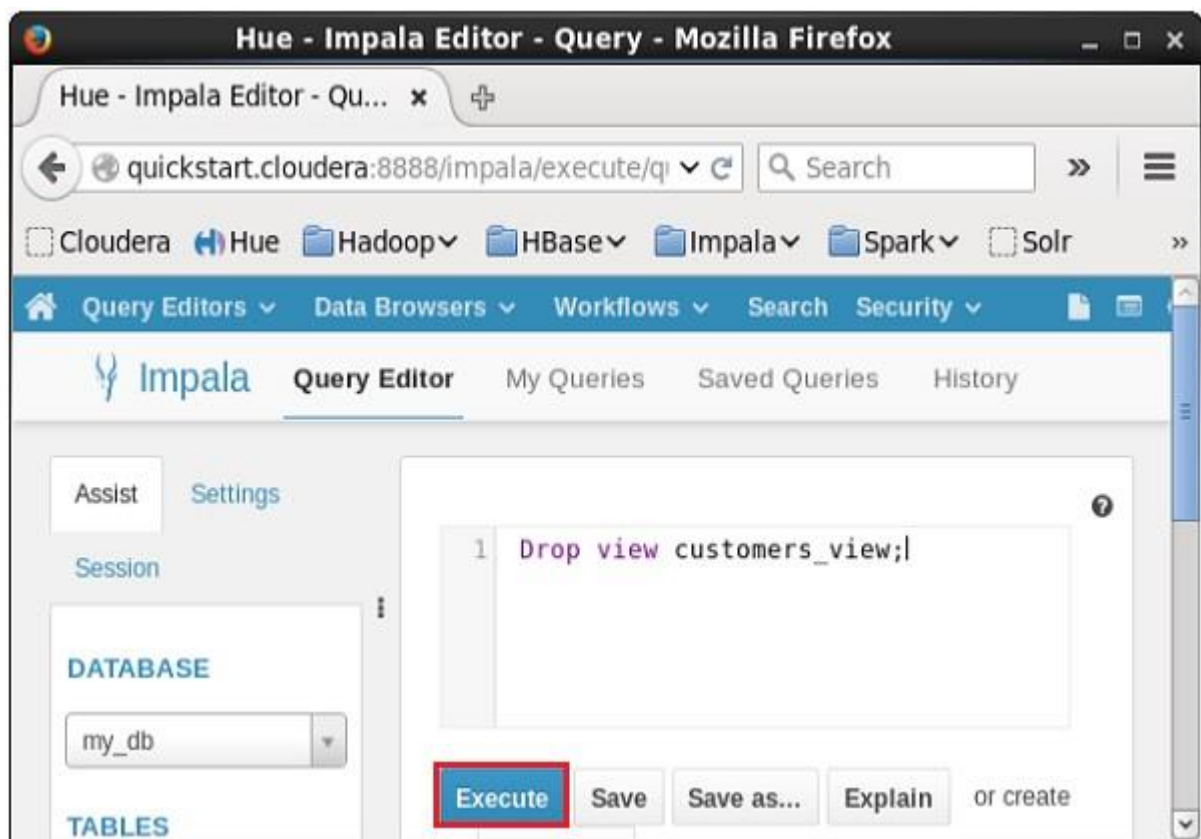 Hue - Impala Editor - Query - Mozilla Firefox
Hue - Impala Editor - Qu...
quickstart.cloudera:8888/impala/execute/q
Search
Cloudera Hue Hadoop HBase Impala Spark Solr
Query Editors Data Browsers Workflows Search Security
Impala Query Editor My Queries Saved Queries History
Assist Settings
Session
1 Drop view customers_view;
DATABASE
my_db
Execute Save Save as... Explain or create
TABLES